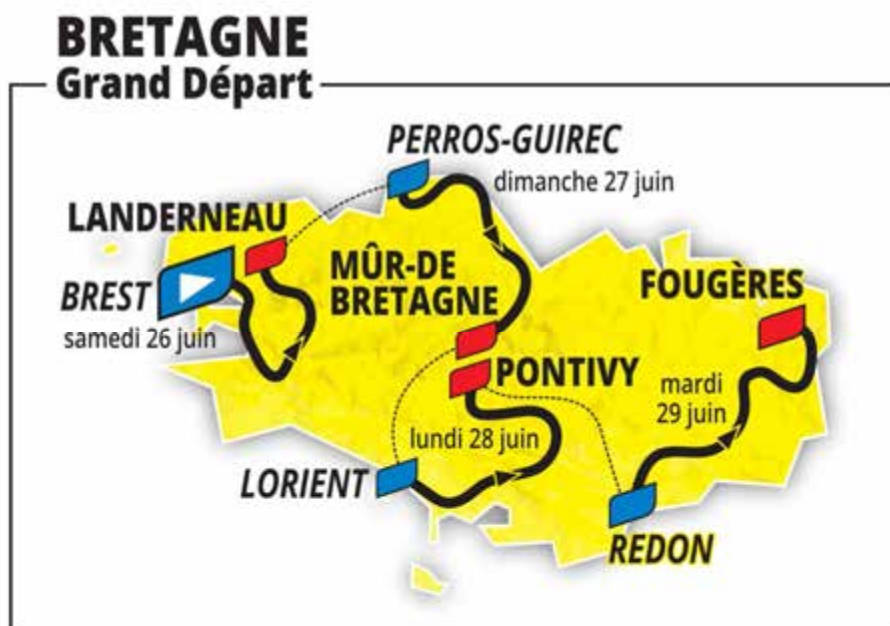 BRETAGNE
Grand Départ
PERROS-GUIREC
dimanche 27 juin
LANDERNEAU
BREST
samedi 26 juin
MÛR-DE
BRETAGNE
FOUGÈRES
PONTIVY
mardi
29 juin
lundi 28 juin
LORIENT
REDON